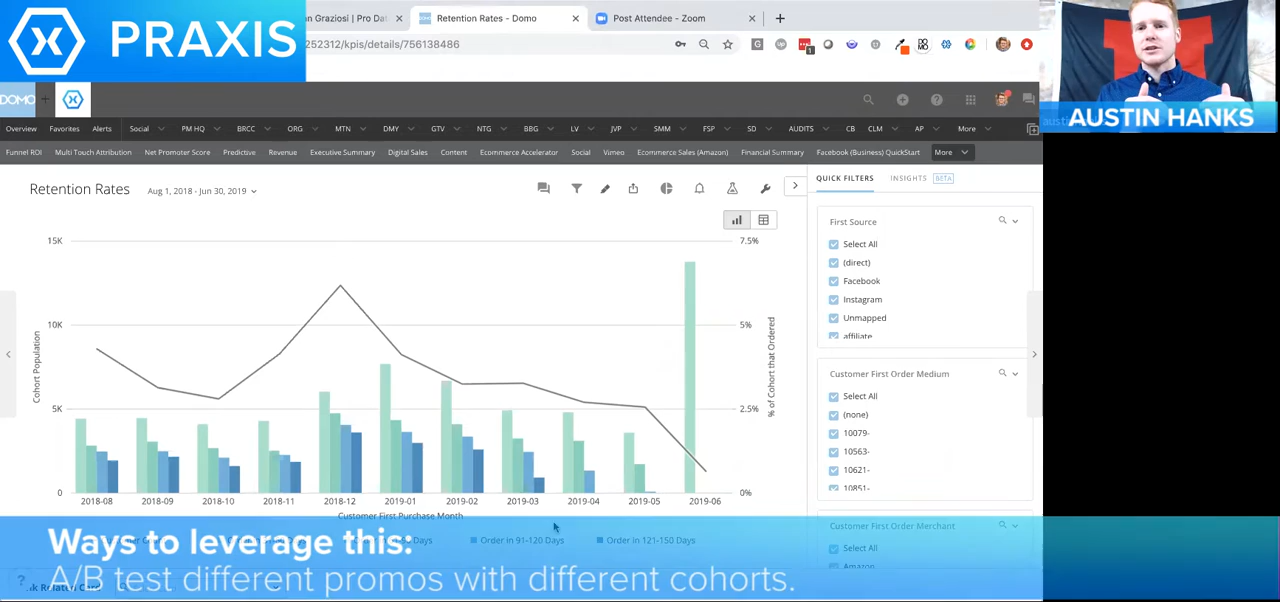 n Graziosi | Pro Da
Retention Rates - Domo
Post Attendee - Zoom
PRAXIS
252312/kpis/details/756138486
AUSTIN HANKS
DOMO
Overview Favorites Alerts Social PM HQ BRCC ORG MTN DMY GTV NTG BBG LV JVP SMM FSP SD AUDITS CB CLM AP More
Funnel ROI Multi Touch Attribution Net Promoter Score Predictive Revenue Executive Summary Digital Sales Content Ecommerce Accelerator Social Vimeo Ecommerce Sales (Amazon) Financial Summary Facebook (Business) QuickStart More
Retention Rates Aug 1, 2018 - Jun 30, 2019
QUICK FILTERS INSIGHTS BETA
First Source
Select All
(direct)
Facebook
Instagram
Unmapped
affiliate
Customer First Order Medium
Select All
(none)
10079-
10563-
10621-
10851-
Customer First Order Merchant
Select All
Amazon
15K
10K
5K
0
Cohort Population
7.5%
5%
2.5%
0%
% of Cohort that Ordered
2018-08 2018-09 2018-10 2018-11 2018-12 2019-01 2019-02 2019-03 2019-04 2019-05 2019-06
Customer First Purchase Month
Days
Order in 91-120 Days
Order in 121-150 Days
Ways to leverage this:
A/B test different promos with different cohorts.